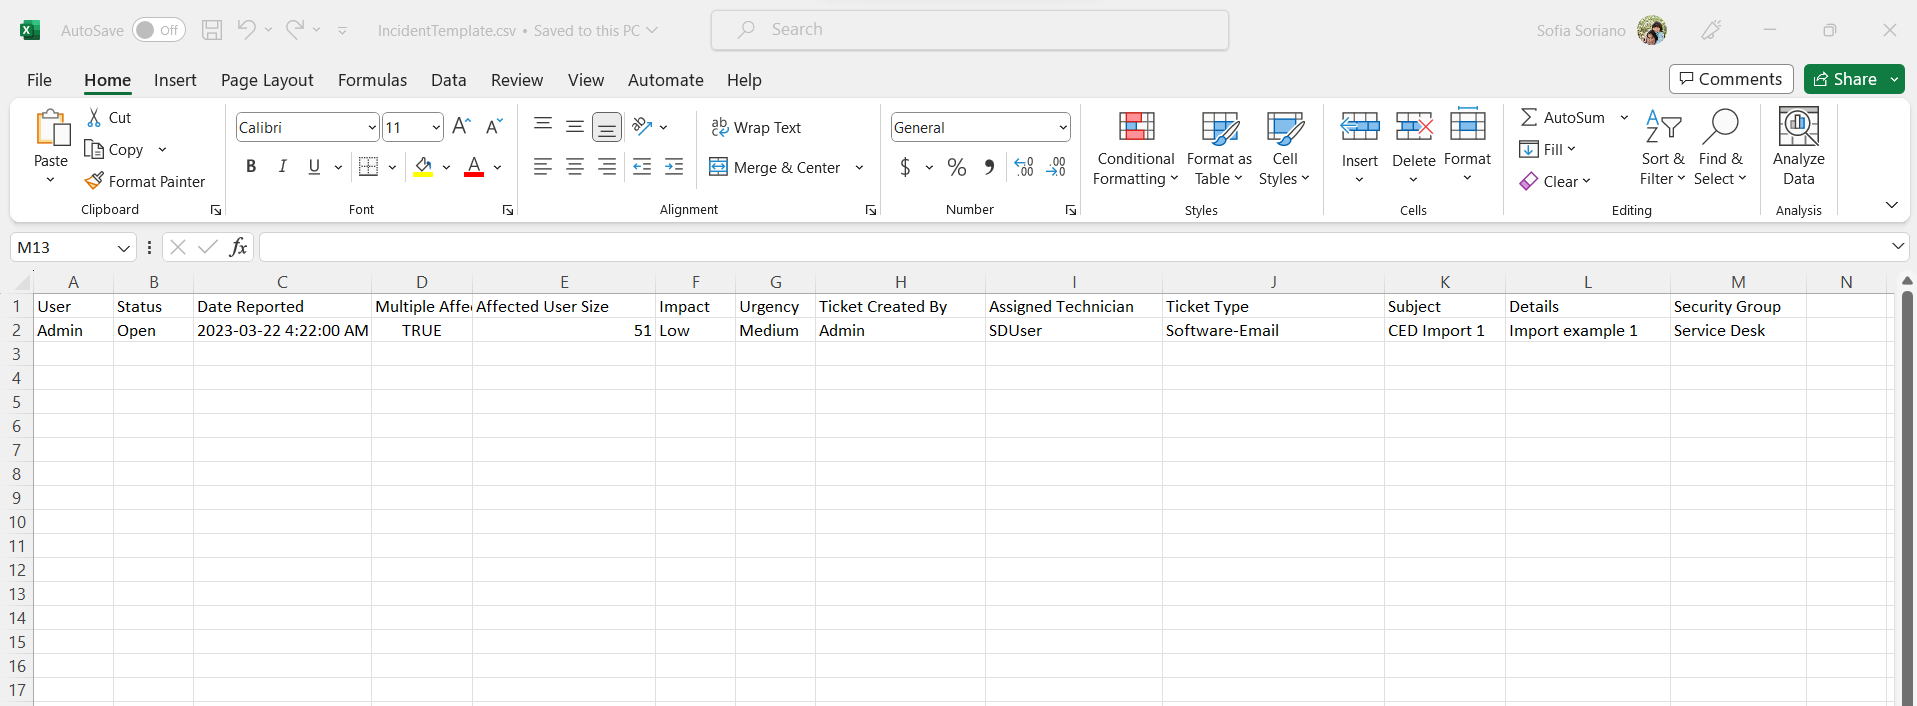 AutoSave Off IncidentTemplate.csv • Saved to this PC Search Sofia Soriano
File Home Insert Page Layout Formulas Data Review View Automate Help Comments Share
Paste
Cut
Copy
Format Painter
Clipboard
Calibri 11 A A
B I U A
Font
ab Wrap Text
Merge & Center
Alignment
General
$ % , .00 .00
Number
Conditional Formatting
Format as Table
Cell Styles
Styles
Insert Delete Format
Cells
AutoSum
Fill
Clear
Sort & Filter
Find & Select
Editing
Analyze Data
Analysis
M13 fx
A B C D E F G H I J K L M N
1 User Status Date Reported Multiple Affe Affected User Size Impact Urgency Ticket Created By Assigned Technician Ticket Type Subject Details Security Group
2 Admin Open 2023-03-22 4:22:00 AM TRUE 51 Low Medium Admin SDUser Software-Email CED Import 1 Import example 1 Service Desk
3
4
5
6
7
8
9
10
11
12
13
14
15
16
17